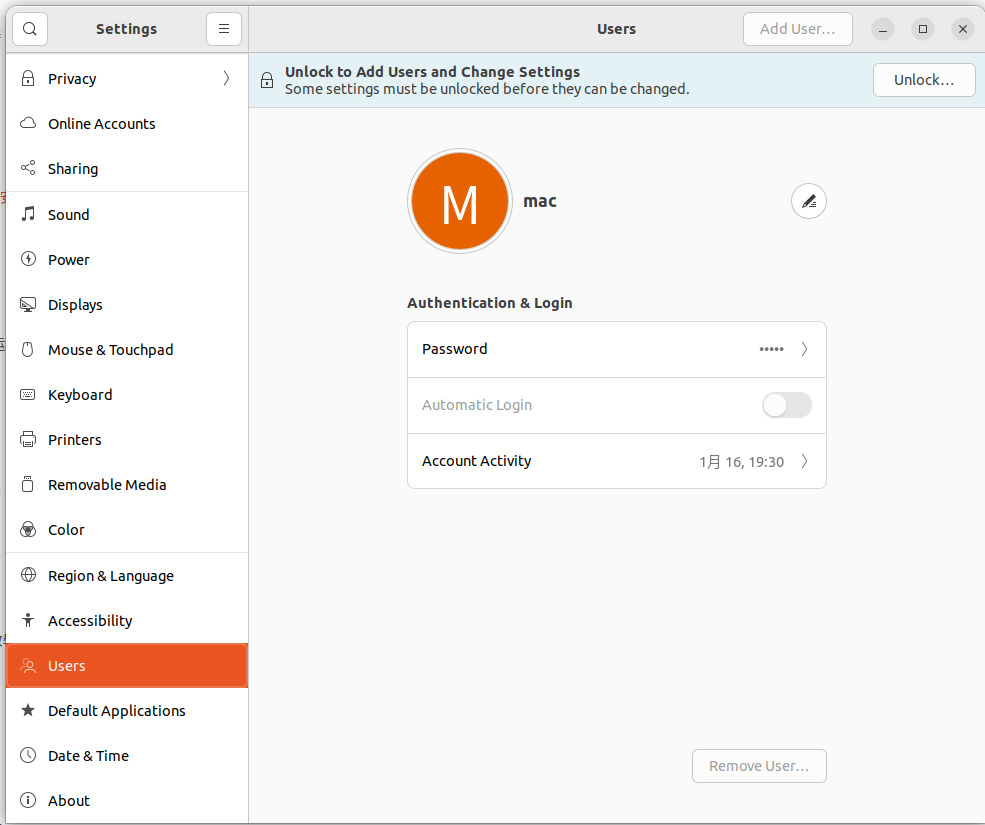 Settings
Users
Add User...
Privacy
Online Accounts
Sharing
Sound
Power
Displays
Mouse & Touchpad
Keyboard
Printers
Removable Media
Color
Region & Language
Accessibility
Users
Default Applications
Date & Time
About
Unlock to Add Users and Change Settings
Some settings must be unlocked before they can be changed.
Unlock...
M
mac
Authentication & Login
Password •••••
Automatic Login
Account Activity 1月 16, 19:30
Remove User...